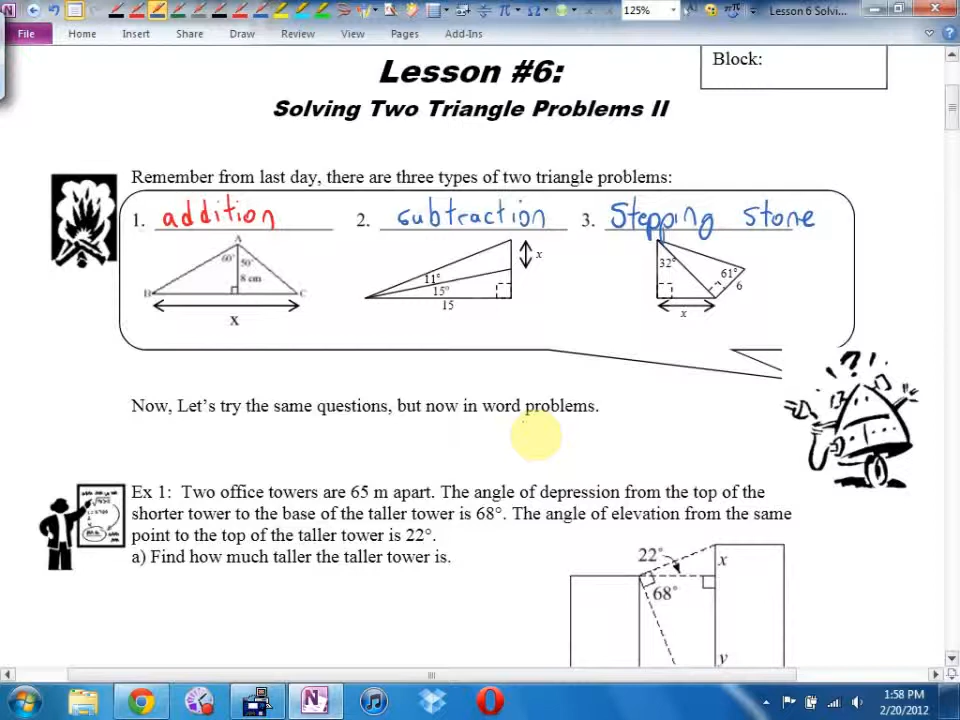 125%
Lesson 6 Solvi...
File Home Insert Share Draw Review View Pages Add-Ins
Block:
Lesson #6:
Solving Two Triangle Problems II
Remember from last day, there are three types of two triangle problems:
1. addition 2. subtraction 3. Stepping stone
A
60° 50°
8 cm
B C
X
11°
15°
15
x
32°
61°
6
x
Now, Let's try the same questions, but now in word problems.
Ex 1: Two office towers are 65 m apart. The angle of depression from the top of the
shorter tower to the base of the taller tower is 68°. The angle of elevation from the same
point to the top of the taller tower is 22°.
a) Find how much taller the taller tower is.
22°
x
68°
y
1:58 PM
2/20/2012